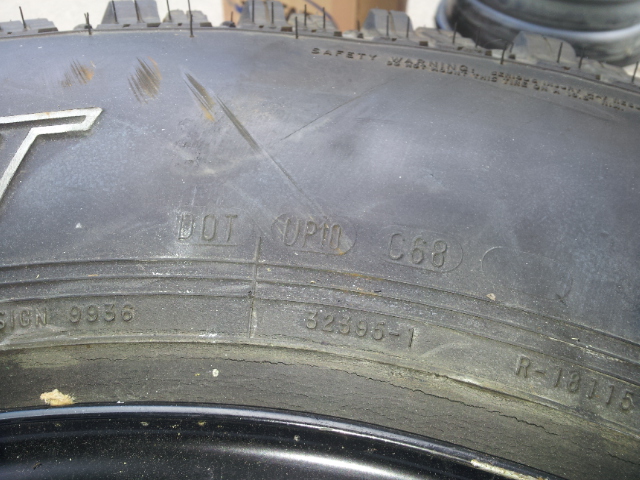 SAFETY WARNING
T
DOT UP10 C68
SIGN 9936
32395-1
R-18115